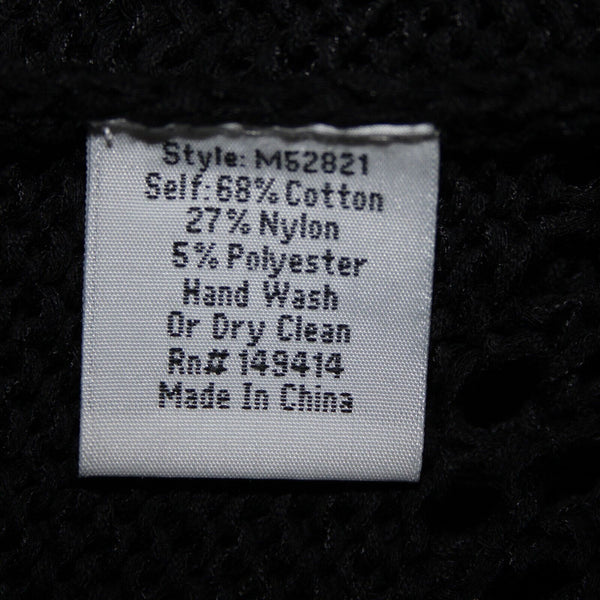 Style: M52821
Self: 68% Cotton
27% Nylon
5% Polyester
Hand Wash
Or Dry Clean
Rn# 149414
Made In China